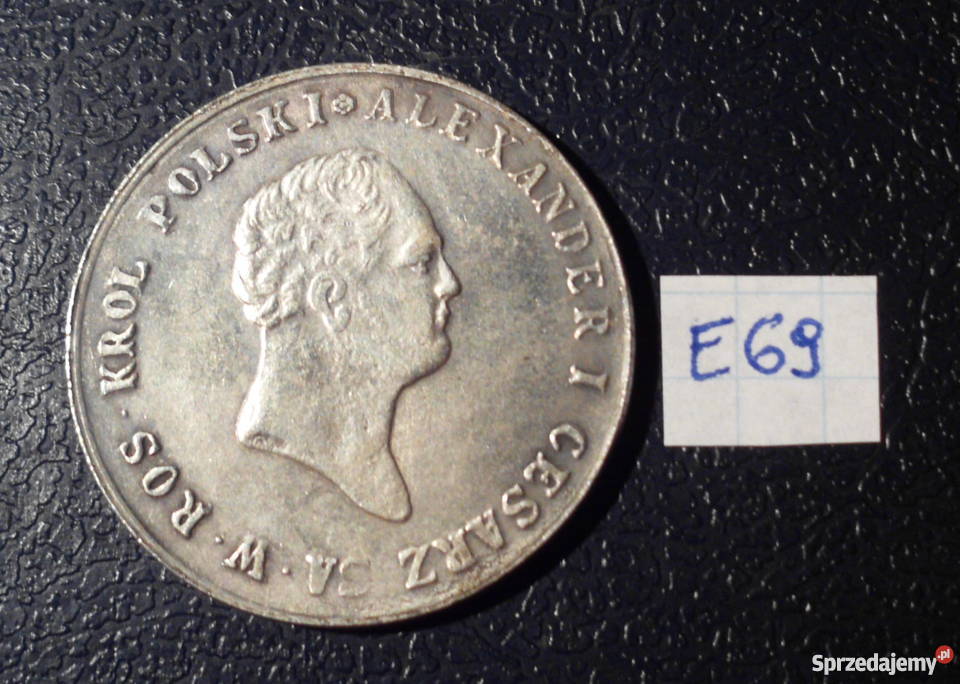 ALEXANDER I CESARZ SA·W·ROS·KROL POLSKI
E69
Sprzedajemy.pl